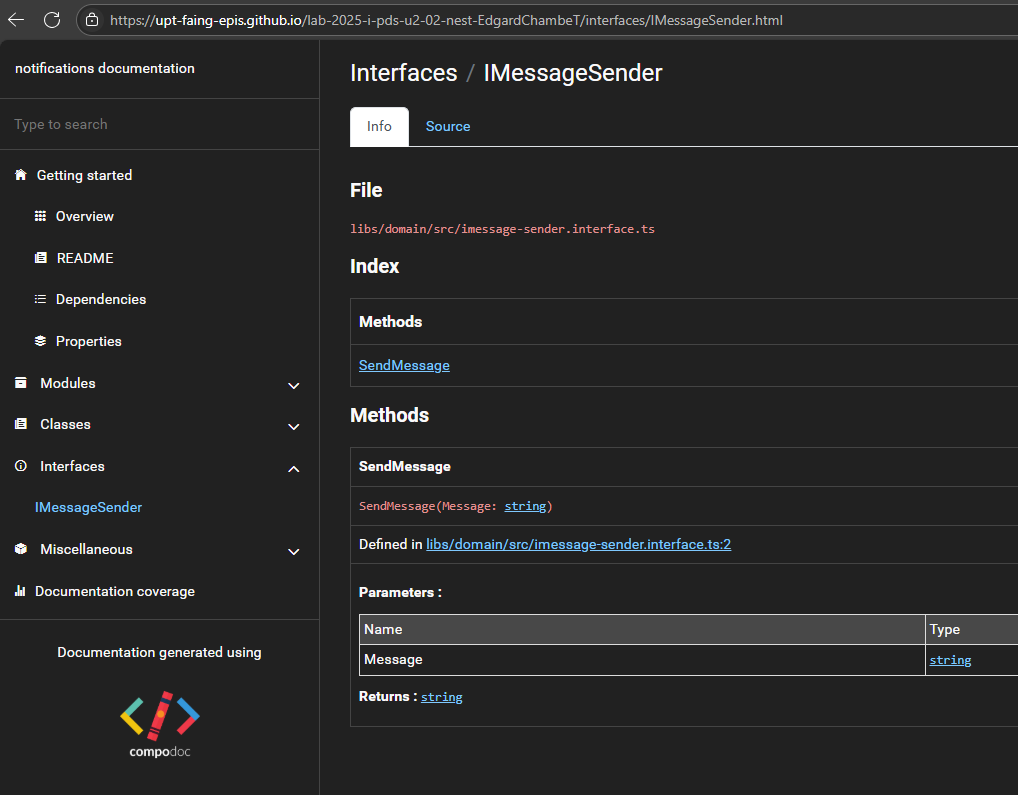 https://upt-faing-epis.github.io/lab-2025-i-pds-u2-02-nest-EdgardChambeT/interfaces/IMessageSender.html
notifications documentation
Type to search
Getting started
Overview
README
Dependencies
Properties
Modules
Classes
Interfaces
IMessageSender
Miscellaneous
Documentation coverage
Documentation generated using
compodoc
Interfaces / IMessageSender
Info Source
File
libs/domain/src/imessage-sender.interface.ts
Index
Methods
SendMessage
Methods
SendMessage
SendMessage(Message: string)
Defined in libs/domain/src/imessage-sender.interface.ts:2
Parameters :
Name Type
Message string
Returns : string